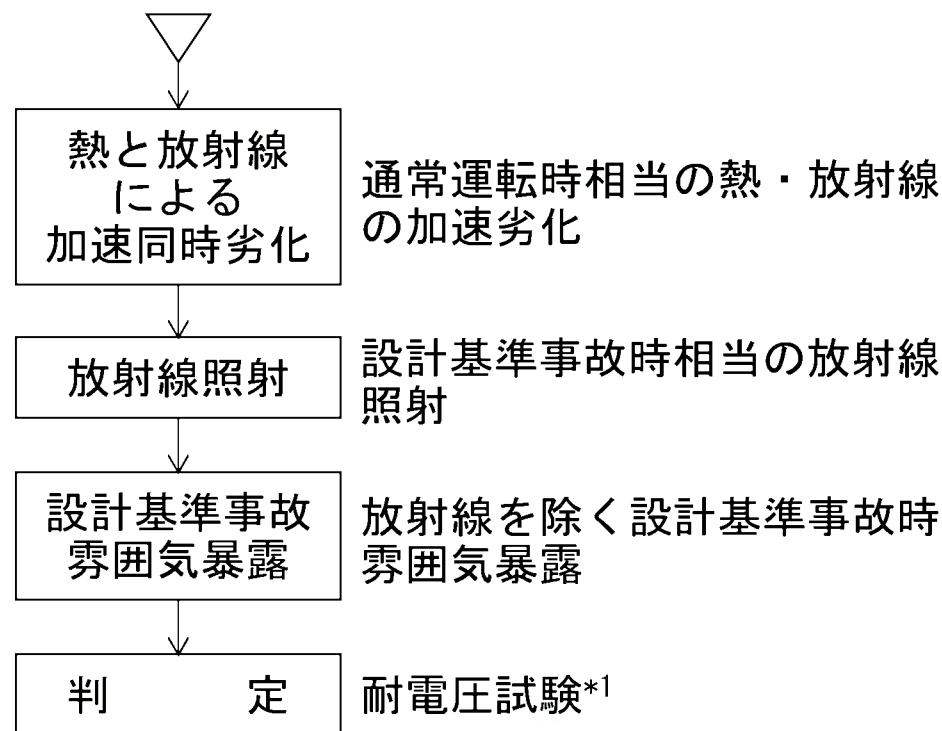 熱と放射線
による
加速同時劣化
通常運転時相当の熱・放射線
の加速劣化
放射線照射
設計基準事故時相当の放射線
照射
設計基準事故
雰囲気暴露
放射線を除く設計基準事故時
雰囲気暴露
判　　定
耐電圧試験*1